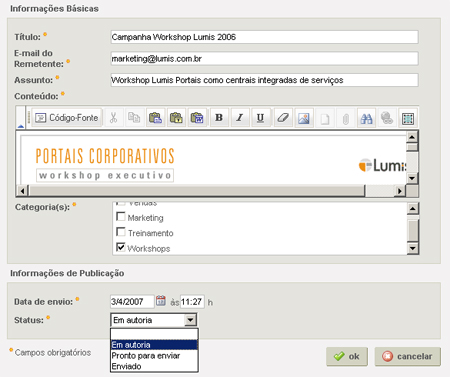 Informações Básicas
Título: * Campanha Workshop Lumis 2006
E-mail do
Remetente: * marketing@lumis.com.br
Assunto: * Workshop Lumis Portais como centrais integradas de serviços
Conteúdo: *
Código-Fonte B I U
PORTAIS CORPORATIVOS
workshop executivo
Lumis
Categoria(s): * Vendas
Marketing
Treinamento
Workshops
Informações de Publicação
Data de envio: * 3/4/2007 às 11:27 h
Status: * Em autoria
Em autoria
Pronto para enviar
Enviado
* Campos obrigatórios
ok cancelar